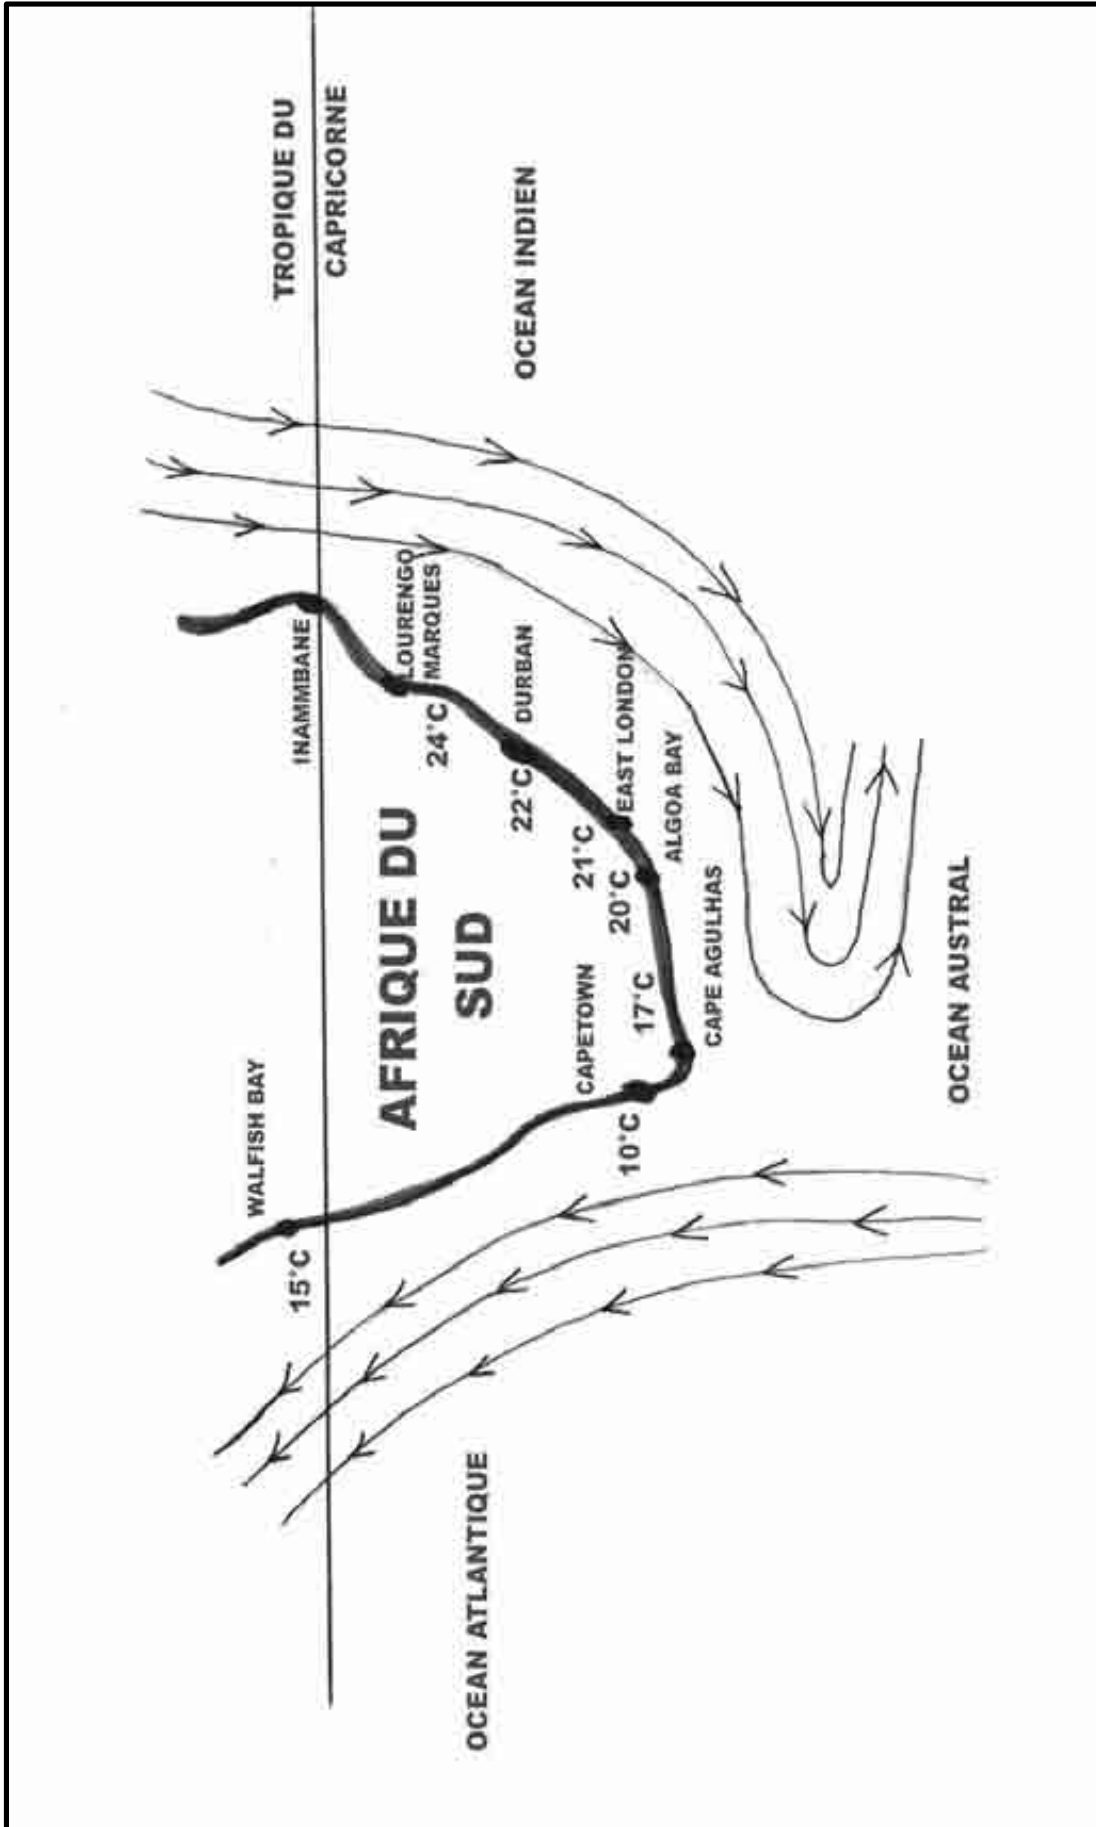 TROPIQUE DU
CAPRICORNE
WALFISH BAY
15°C
INAMMBANE
AFRIQUE DU
SUD
LOURENGO
MARQUES
24°C
OCEAN ATLANTIQUE
OCEAN INDIEN
DURBAN
22°C
CAPETOWN
21°C
EAST LONDON
10°C
17°C
20°C
ALGOA BAY
CAPE AGULHAS
OCEAN AUSTRAL